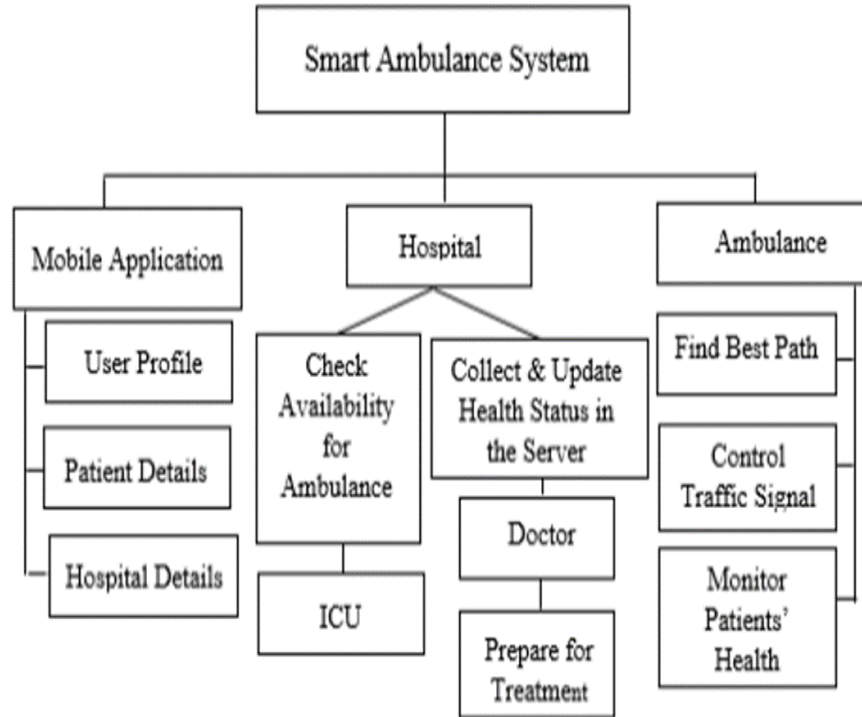 Smart Ambulance System
Mobile Application
Hospital
Ambulance
User Profile
Patient Details
Hospital Details
Check
Availability
for
Ambulance
ICU
Collect & Update
Health Status in
the Server
Doctor
Prepare for
Treatment
Find Best Path
Control
Traffic Signal
Monitor
Patients’
Health